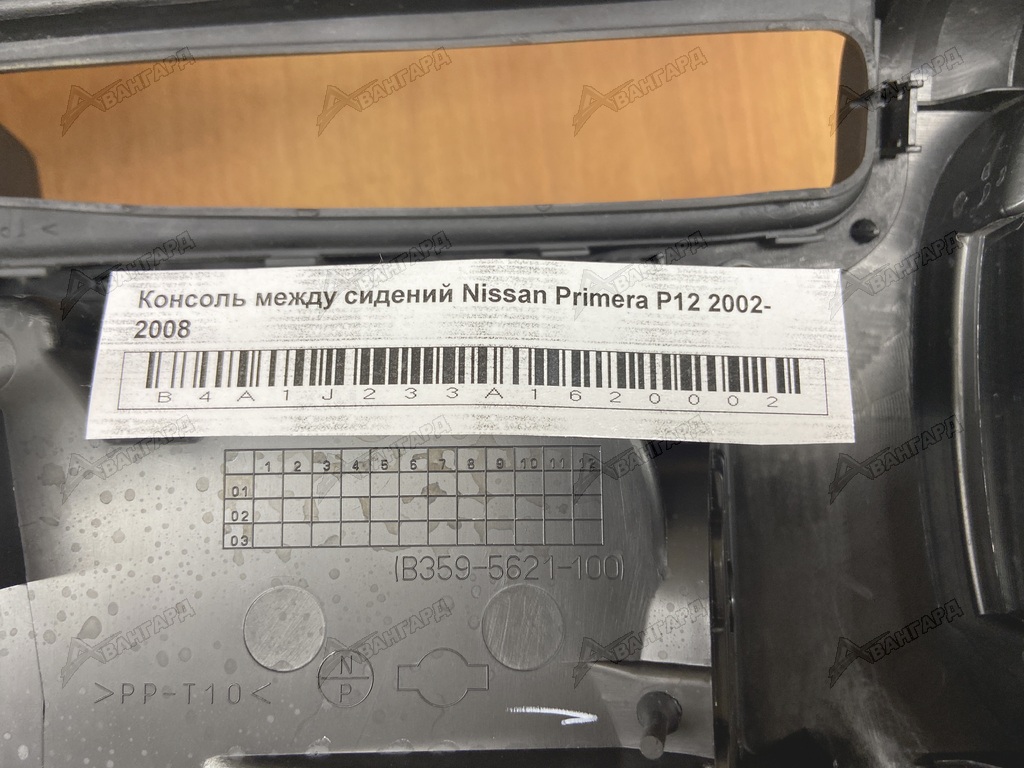 Консоль между сидений Nissan Primera P12 2002-
2008
B4A1J233A1620002
1 2 3 4 5 6 7 8 9 10 11 12
01
02
03
(B359-5621-100)
N
P
>PP-T10<
АВАНГАРД